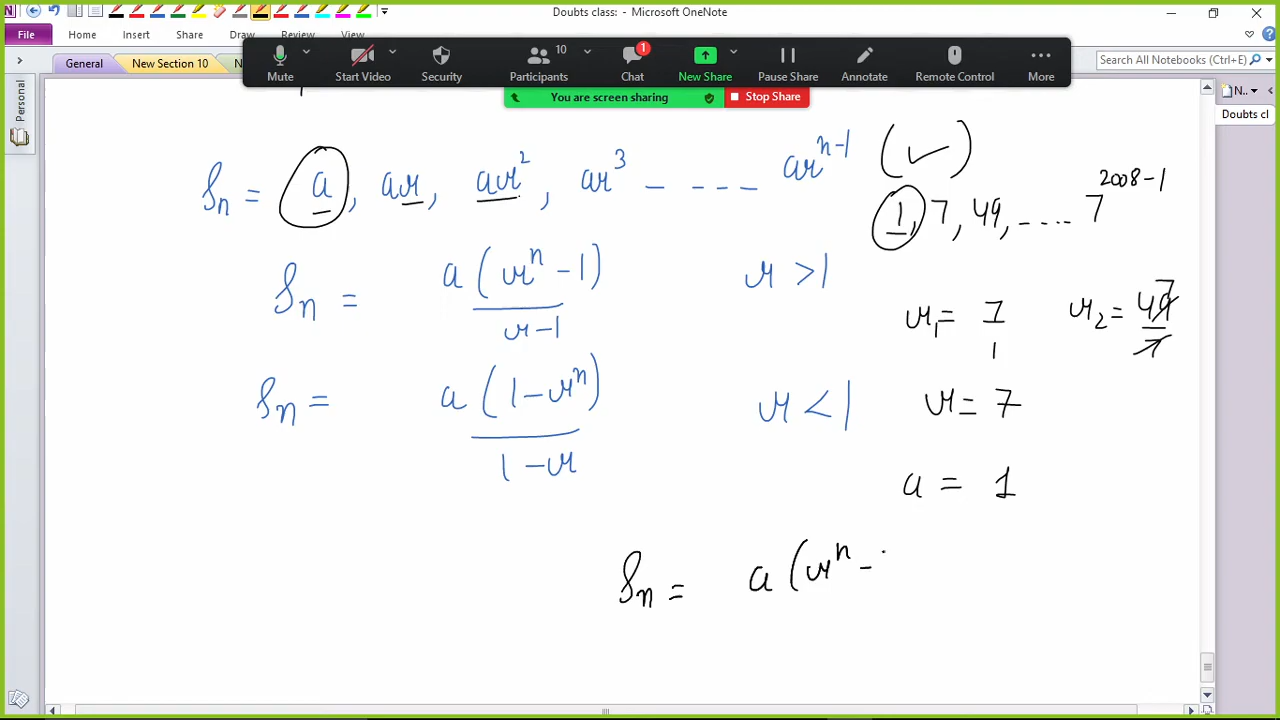 Doubts class: - Microsoft OneNote
File Home Insert Share Draw Review View
General New Section 10 N
Search All Notebooks (Ctrl+E)
Mute Start Video Security Participants 10 Chat 1 New Share Pause Share Annotate Remote Control More
You are screen sharing Stop Share
Personal
N..
Doubts cl
Sn = a, ar, ar², ar³ - - - - - ar^n-1 (✓)
1, 7, 49, ..... 7^2008-1
Sn = a(r^n - 1) / r-1 r > 1
r₁ = 7/1 r₂ = 49/7 7
Sn = a(1 - r^n) / 1 - r r < 1
r = 7
a = 1
Sn = a(r^n -